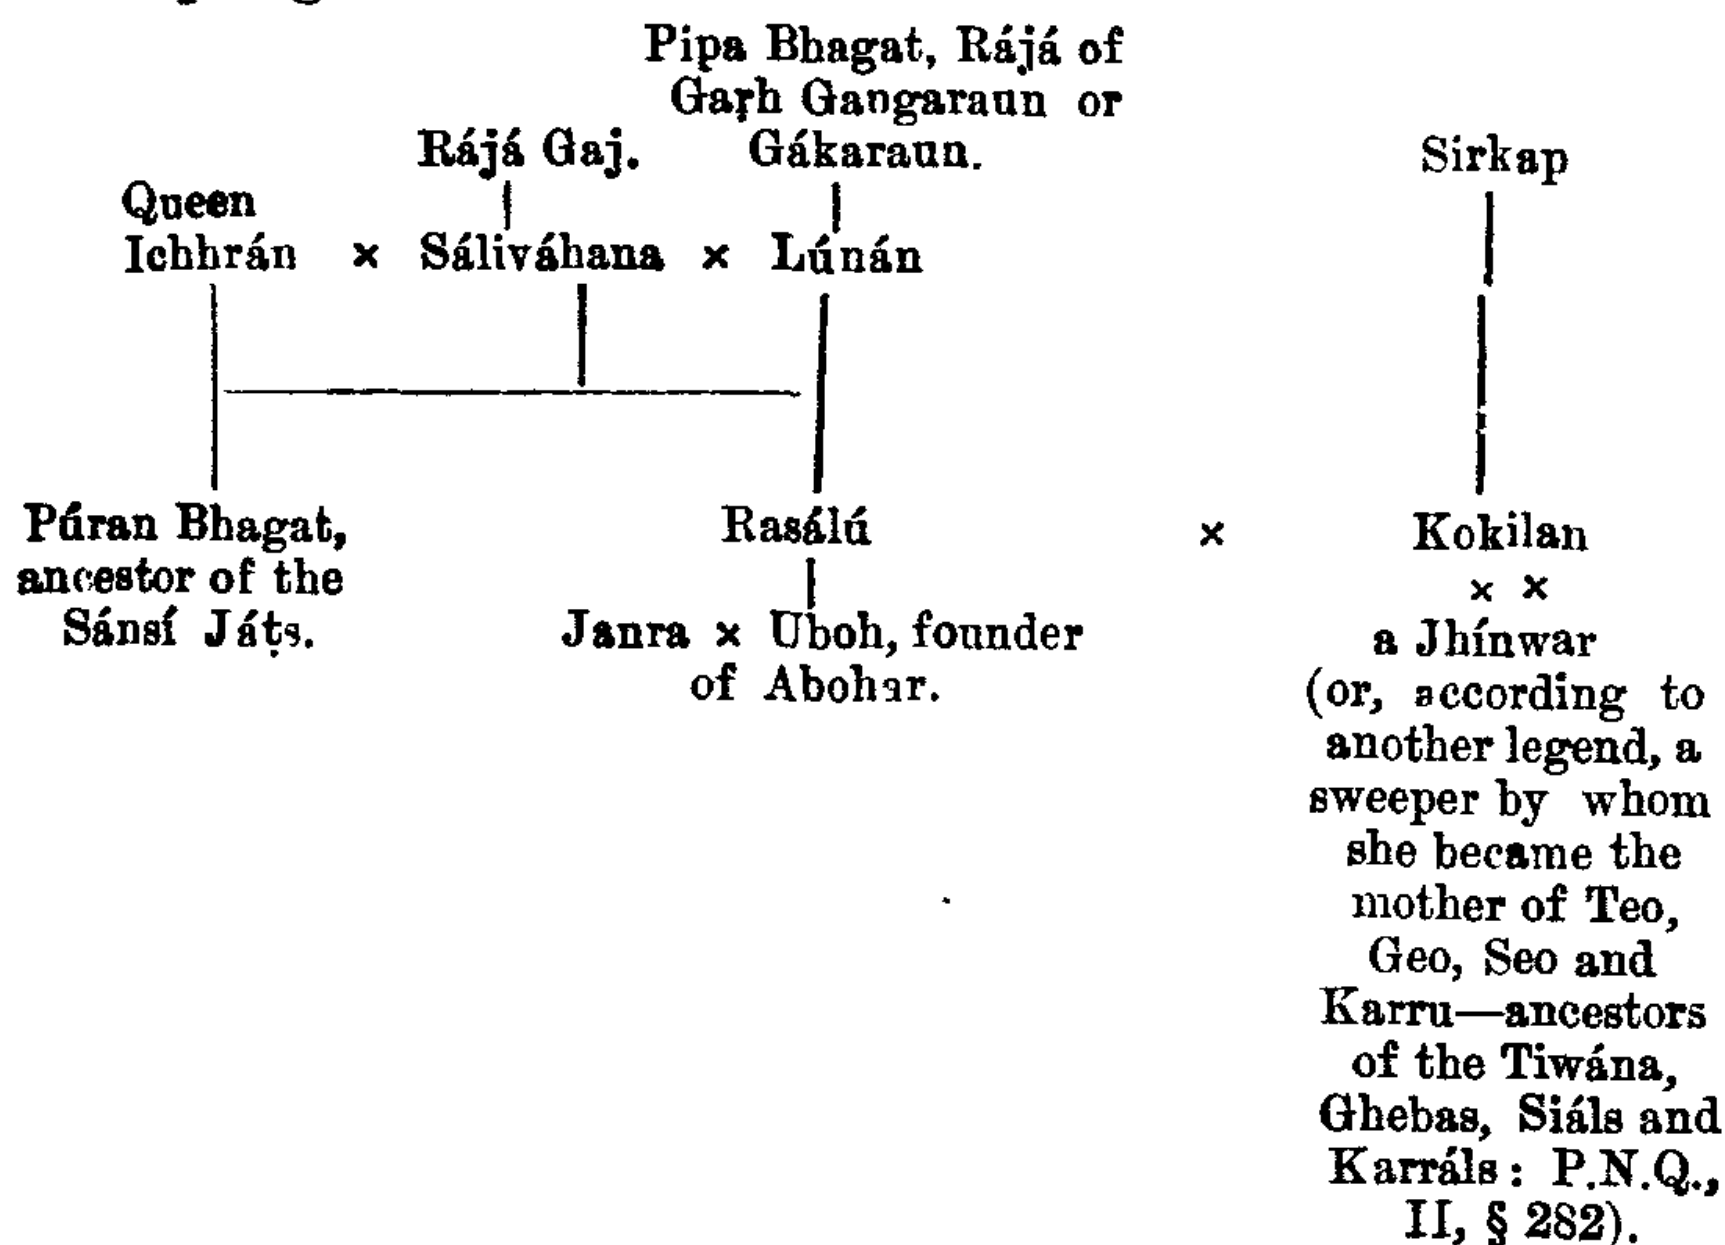 Pipa Bhagat, Rájá of
Gaṛh Gangaraun or
Gákaraun.
Rájá Gaj.
Sirkap
Queen
Ichhrán × Sáliváhana × Lúnán
Púran Bhagat,
ancestor of the
Sánsí Játṣ.
Rasálú × Kokilan
Janra × Uboh, founder
of Abohar.
× ×
a Jhínwar
(or, according to
another legend, a
sweeper by whom
she became the
mother of Teo,
Geo, Seo and
Karru—ancestors
of the Tiwána,
Ghebas, Siáls and
Karráls: P.N.Q.,
II, § 282).